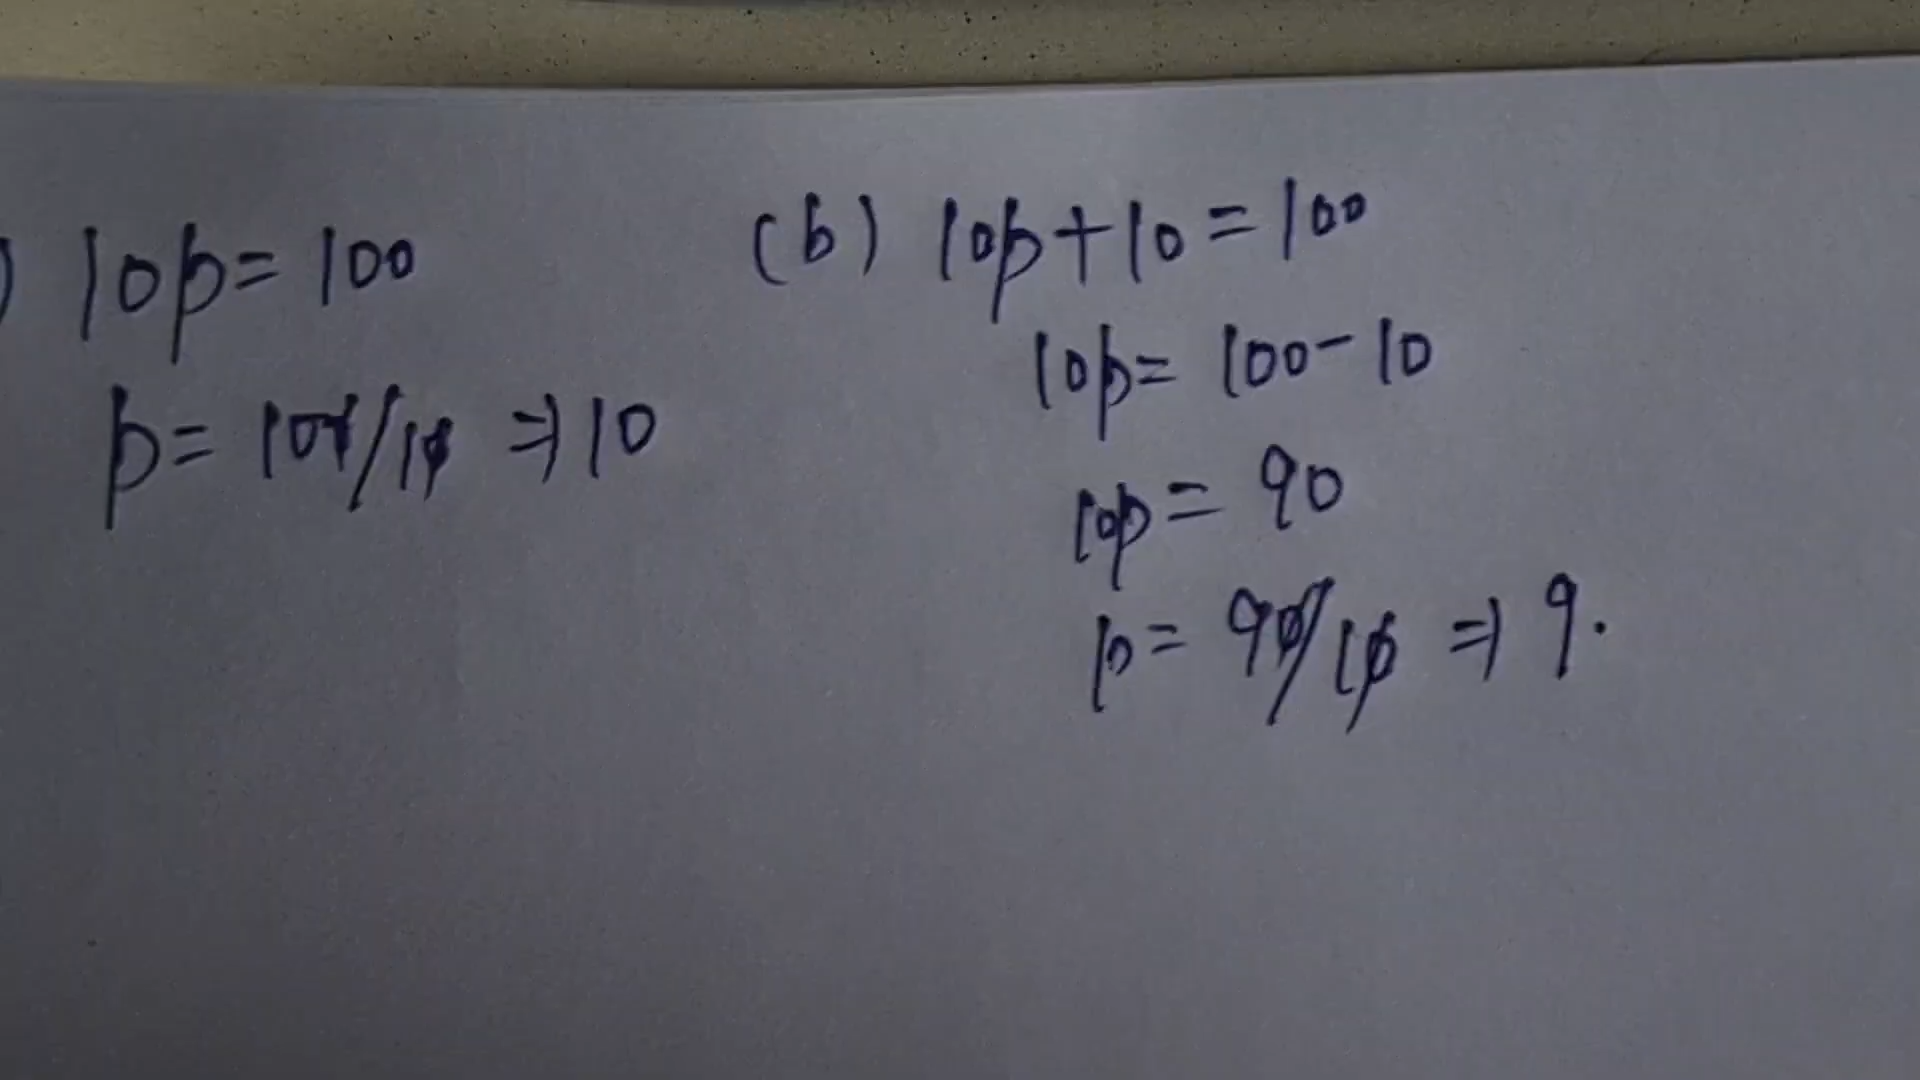 ) 10p = 100
p = 100/10 ⇒ 10
(b) 10p + 10 = 100
10p = 100 - 10
10p = 90
p = 90/10 ⇒ 9.